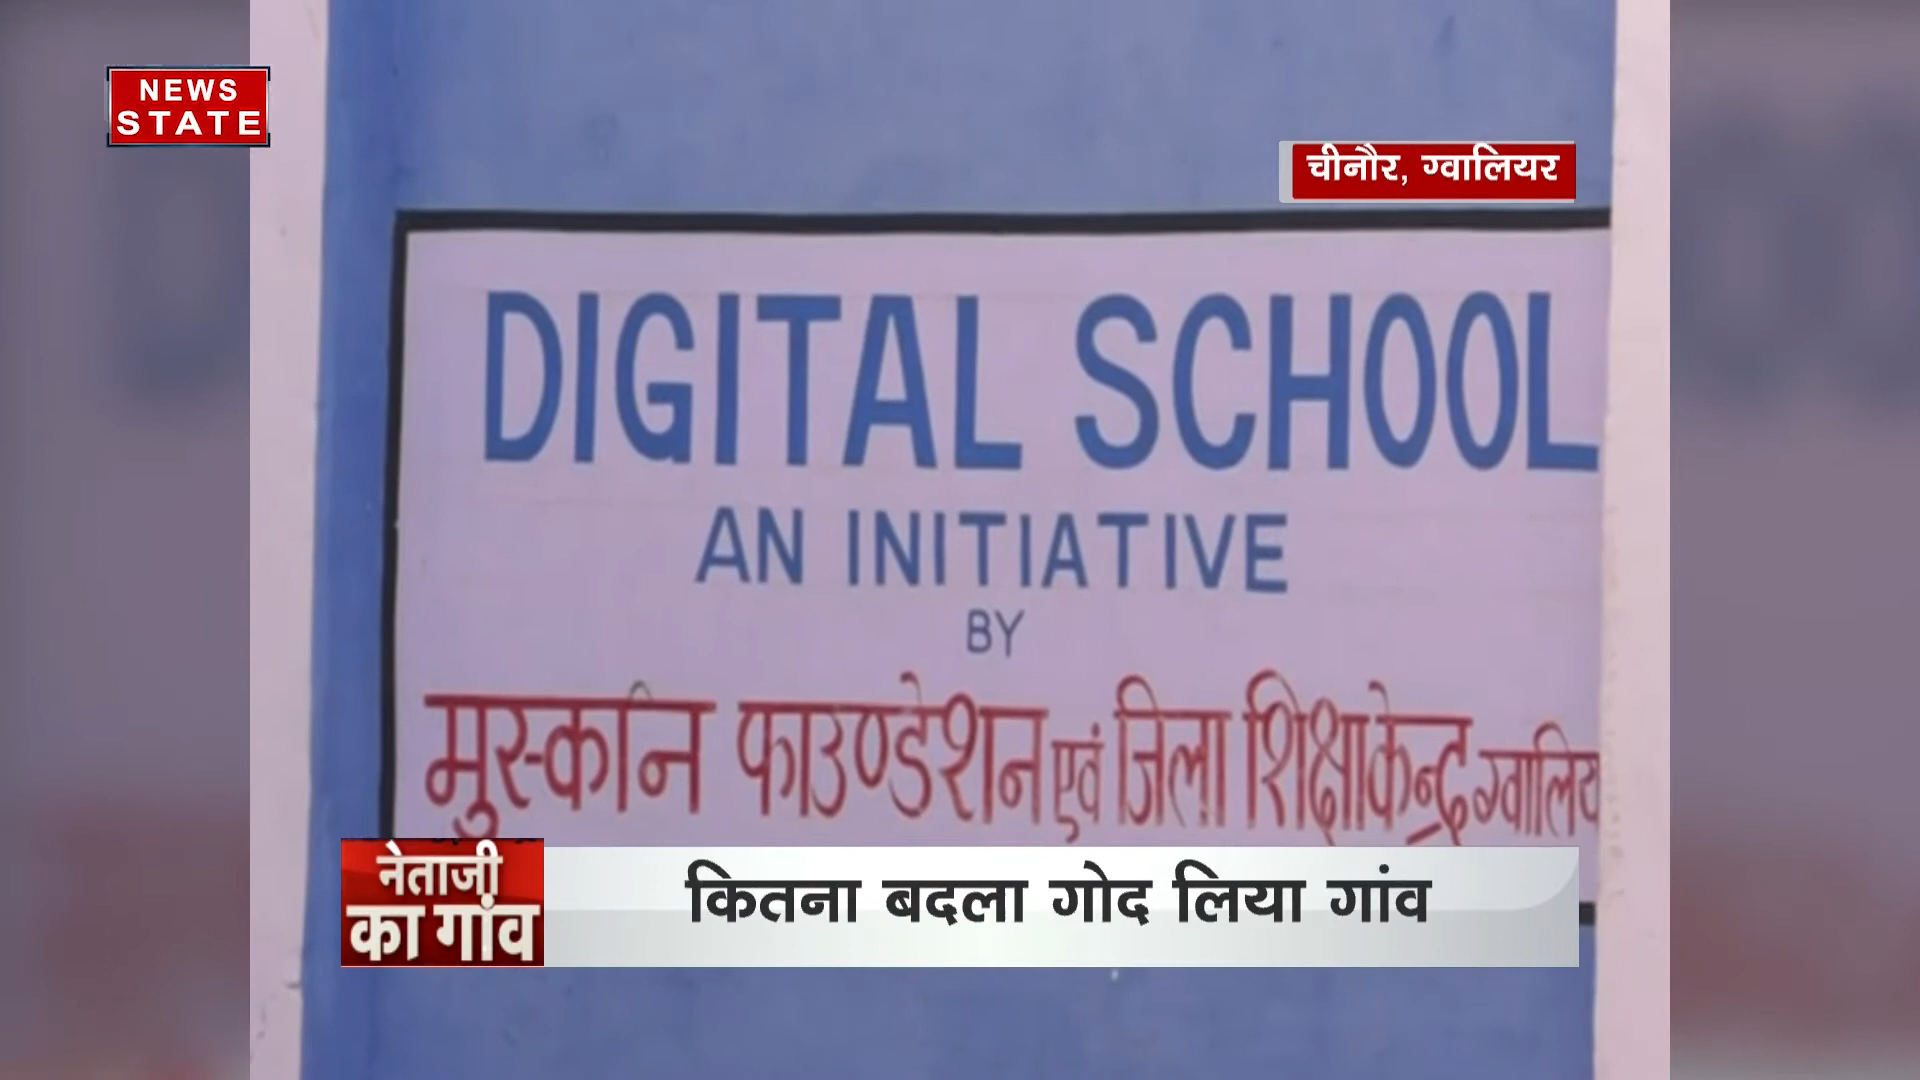 NEWS
STATE
चीनौर, ग्वालियर
DIGITAL SCHOOL
AN INITIATIVE
BY
मुस्कान फाउण्डेशन एवं जिला शिक्षा केन्द्र
नेताजी
का गांव
कितना बदला गोद लिया गांव